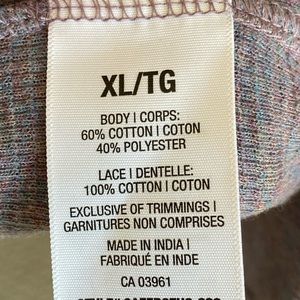 XL/TG
BODY | CORPS:
60% COTTON | COTON
40% POLYESTER
LACE | DENTELLE:
100% COTTON | COTON
EXCLUSIVE OF TRIMMINGS |
GARNITURES NON COMPRISES
MADE IN INDIA |
FABRIQUÉ EN INDE
CA 03961